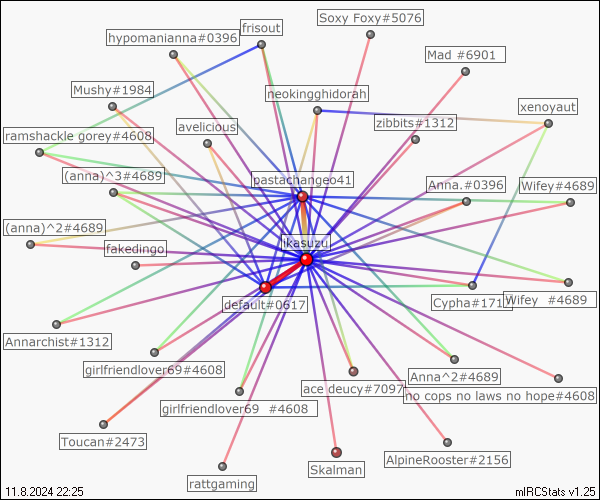 Soxy Foxy#5076
frisout
hypomanianna#0396
Mad #6901
Mushy#1984
neokingghidorah
xenoyaut
avelicious
zibbits#1312
ramshackle gorey#4608
pastachangeo41
(anna)^3#4689
Anna.#0396
Wifey#4689
(anna)^2#4689
fakedingo
likasuzu
default#0617
Cypha#171
Wifey #4689
Annarchist#1312
girlfriendlover69#4608
Anna^2#4689
ace deucy#7097
no cops no laws no hope#4608
girlfriendlover69 #4608
Toucan#2473
Skalman
AlpineRooster#2156
rattgaming
11.8.2024 22:25
mIRCStats v1.25